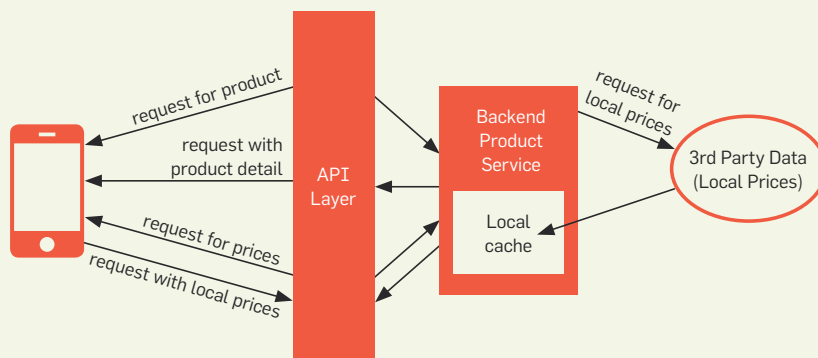 request for product
request with
product detail
request for prices
request with local prices
API
Layer
Backend
Product
Service
Local
cache
request for
local prices
3rd Party Data
(Local Prices)